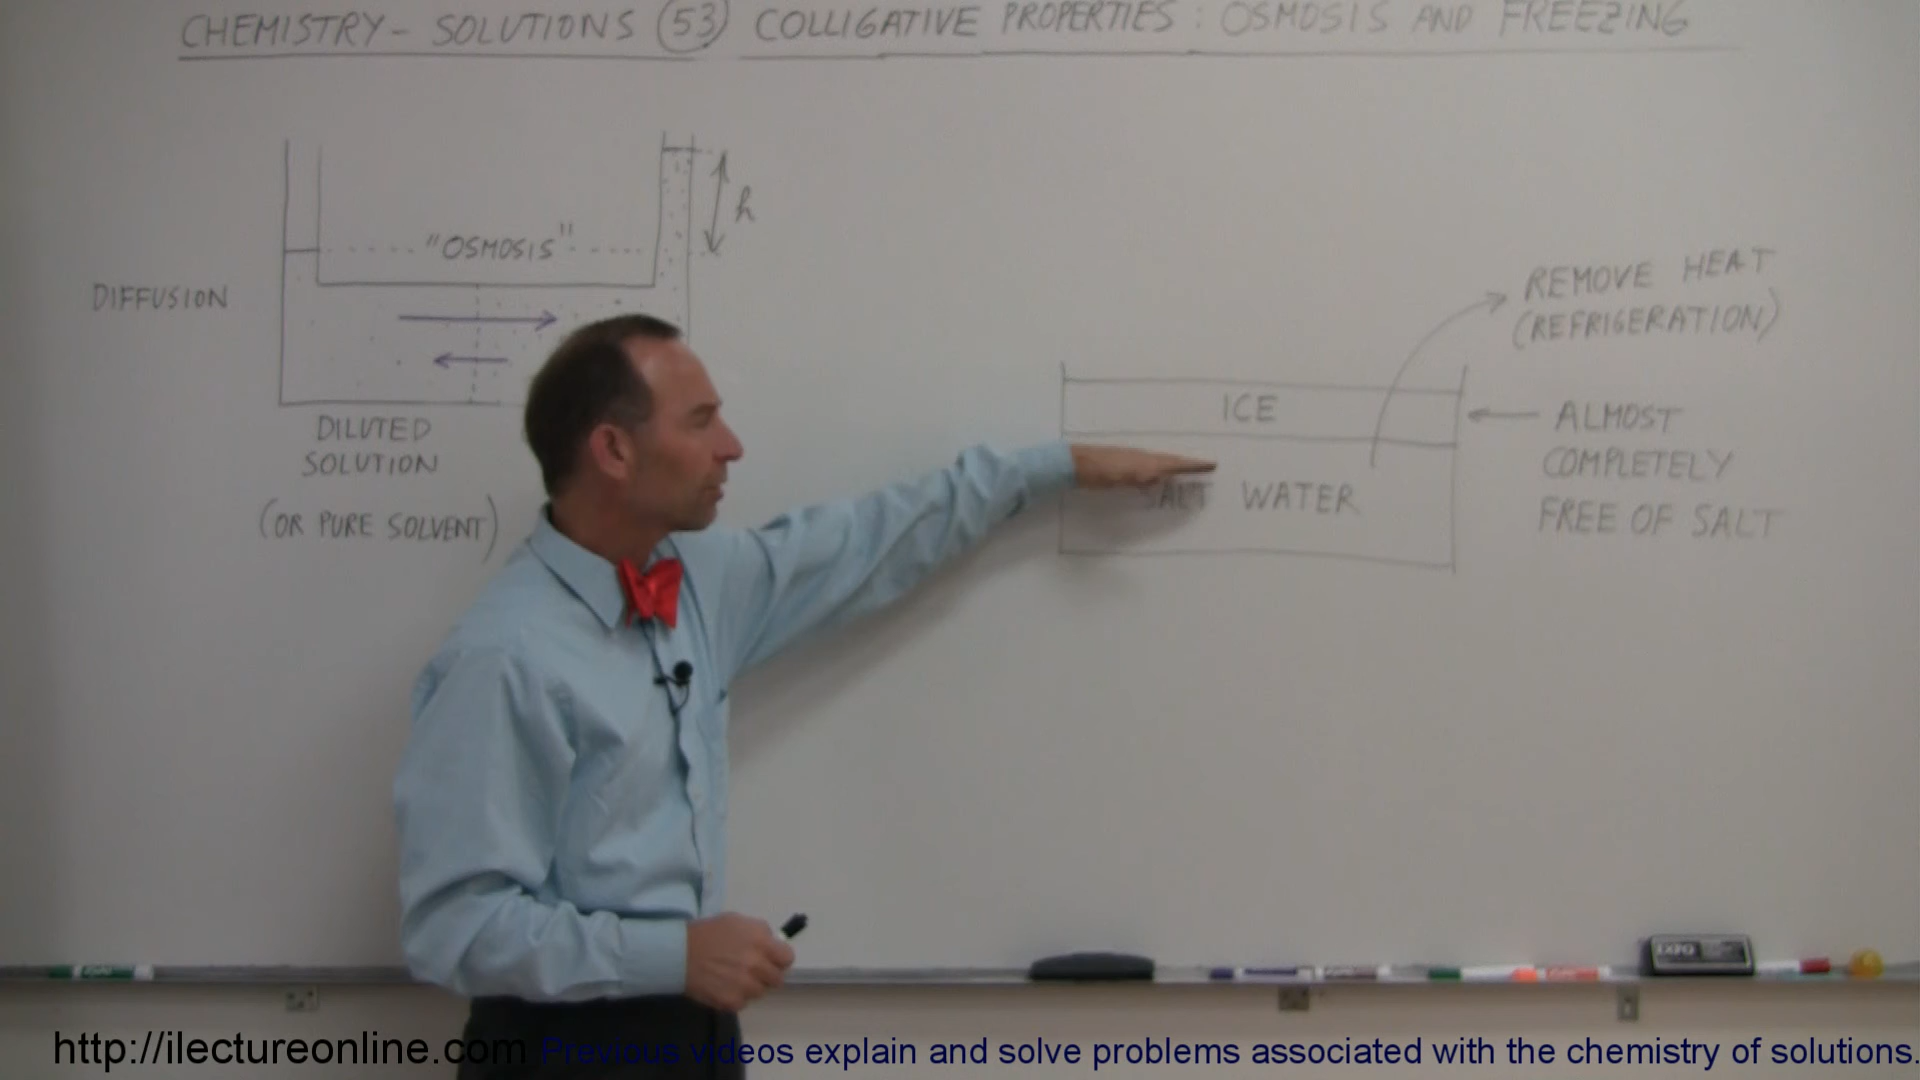 CHEMISTRY - SOLUTIONS (53) COLLIGATIVE PROPERTIES : OSMOSIS AND FREEZING
h
"OSMOSIS"
DIFFUSION
DILUTED
SOLUTION
(OR PURE SOLVENT)
REMOVE HEAT
(REFRIGERATION)
ICE
SALT WATER
ALMOST
COMPLETELY
FREE OF SALT
EXPO
http://ilectureonline.com Previous videos explain and solve problems associated with the chemistry of solutions.